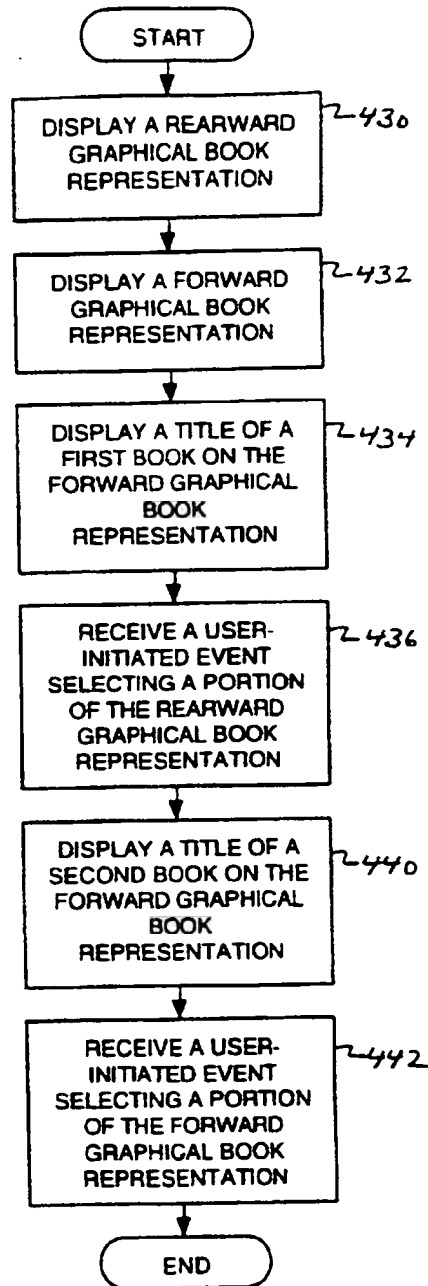 START
DISPLAY A REARWARD
GRAPHICAL BOOK
REPRESENTATION
430
DISPLAY A FORWARD
GRAPHICAL BOOK
REPRESENTATION
432
DISPLAY A TITLE OF A
FIRST BOOK ON THE
FORWARD GRAPHICAL
BOOK
REPRESENTATION
434
RECEIVE A USER-
INITIATED EVENT
SELECTING A PORTION
OF THE REARWARD
GRAPHICAL BOOK
REPRESENTATION
436
DISPLAY A TITLE OF A
SECOND BOOK ON THE
FORWARD GRAPHICAL
BOOK
REPRESENTATION
440
RECEIVE A USER-
INITIATED EVENT
SELECTING A PORTION
OF THE FORWARD
GRAPHICAL BOOK
REPRESENTATION
442
END